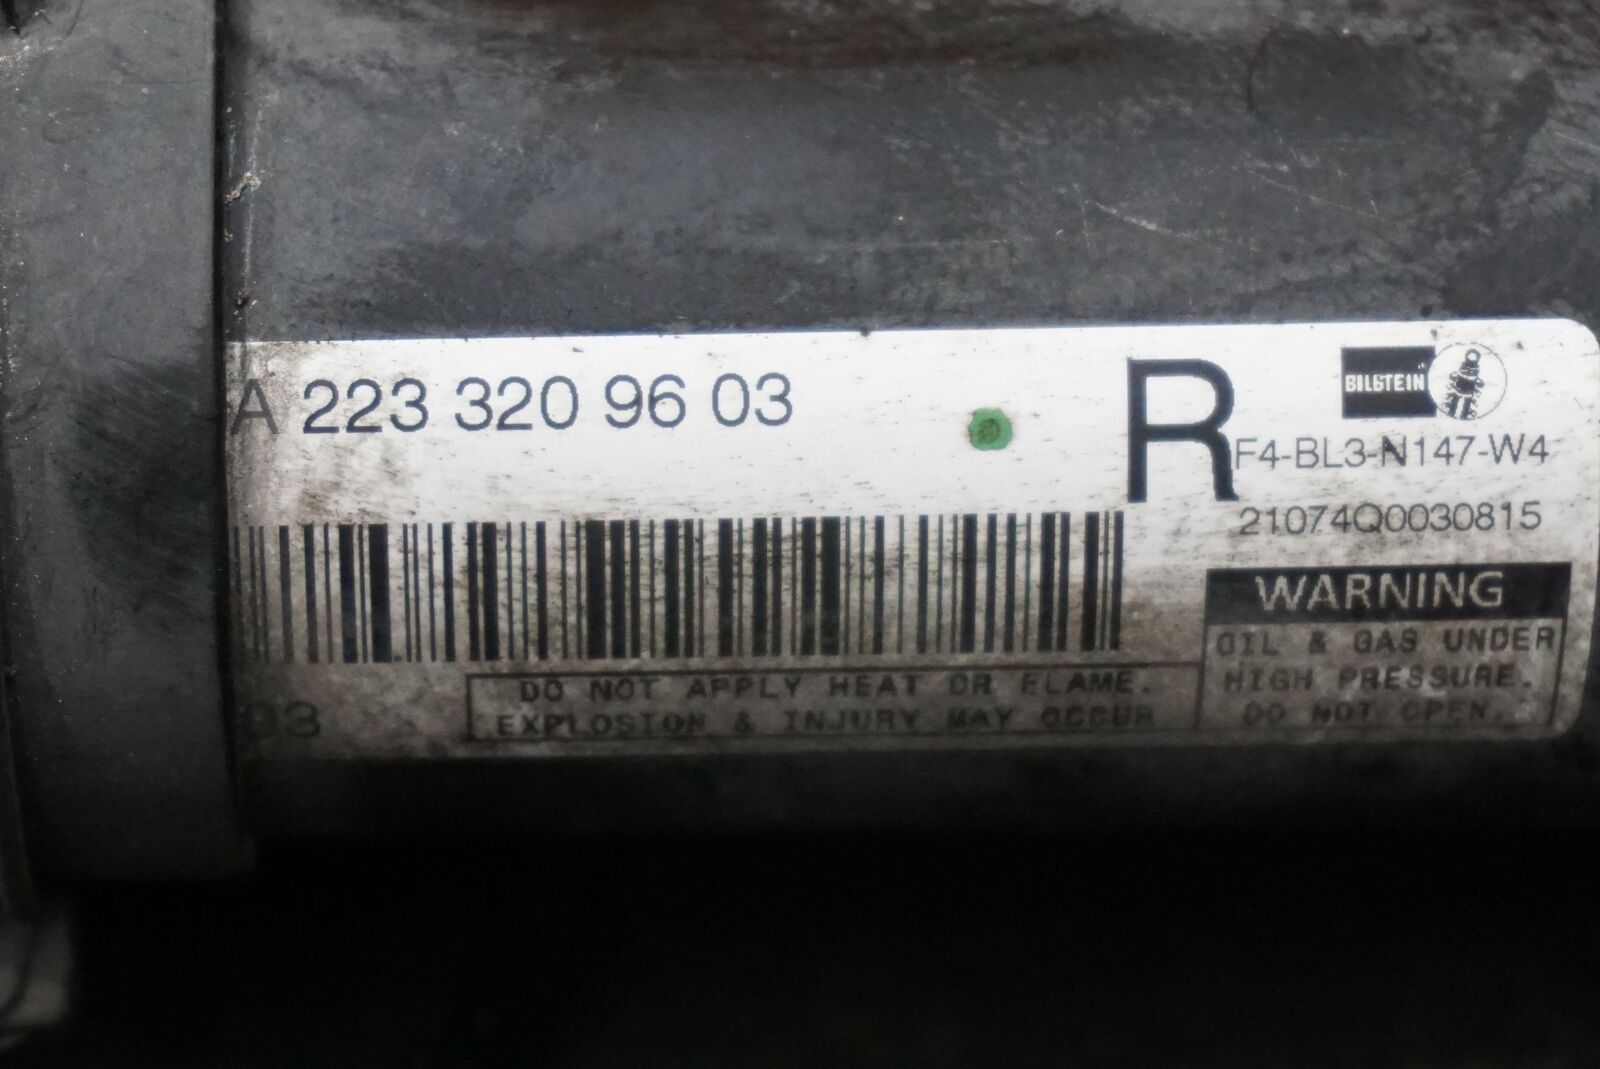 A 223 320 96 03
R
BILSTEIN
F4-BL3-N147-W4
21074Q0030815
WARNING
OIL & GAS UNDER
HIGH PRESSURE.
DO NOT OPEN.
DO NOT APPLY HEAT OR FLAME.
EXPLOSION & INJURY MAY OCCUR
03